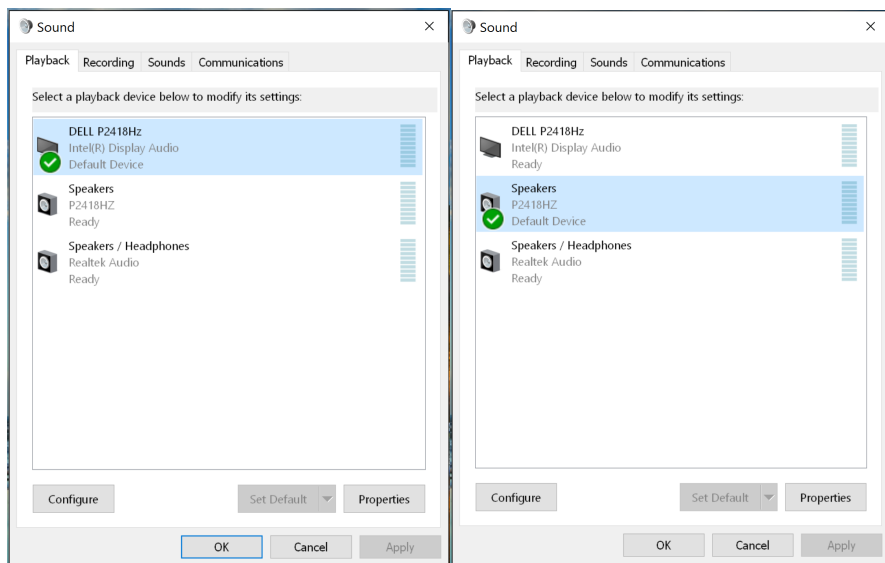 Sound
Playback Recording Sounds Communications
Select a playback device below to modify its settings:
DELL P2418Hz
Intel(R) Display Audio
Default Device
Speakers
P2418HZ
Ready
Speakers / Headphones
Realtek Audio
Ready
Configure Set Default Properties
OK Cancel Apply
Sound
Playback Recording Sounds Communications
Select a playback device below to modify its settings:
DELL P2418Hz
Intel(R) Display Audio
Ready
Speakers
P2418HZ
Default Device
Speakers / Headphones
Realtek Audio
Ready
Configure Set Default Properties
OK Cancel Apply